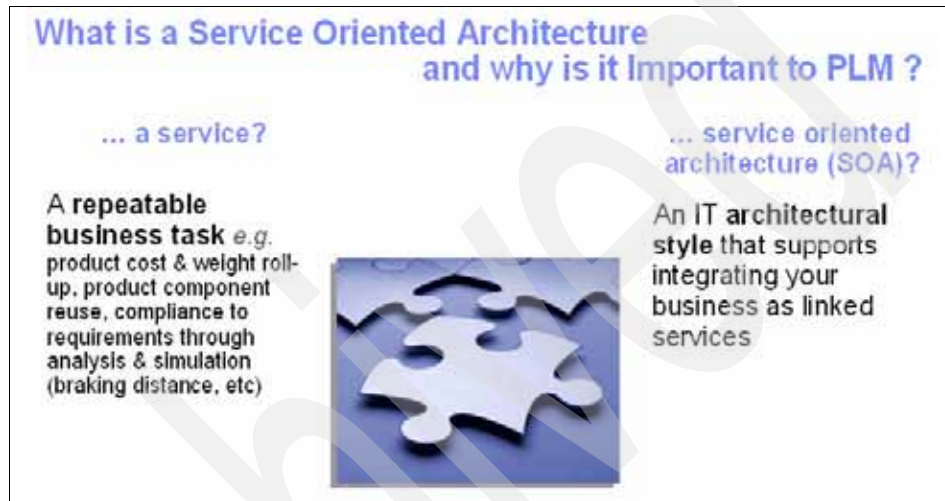 What is a Service Oriented Architecture
and why is it Important to PLM ?
... a service?
A repeatable
business task e.g.
product cost & weight roll-
up, product component
reuse, compliance to
requirements through
analysis & simulation
(braking distance, etc)
... service oriented
architecture (SOA)?
An IT architectural
style that supports
integrating your
business as linked
services